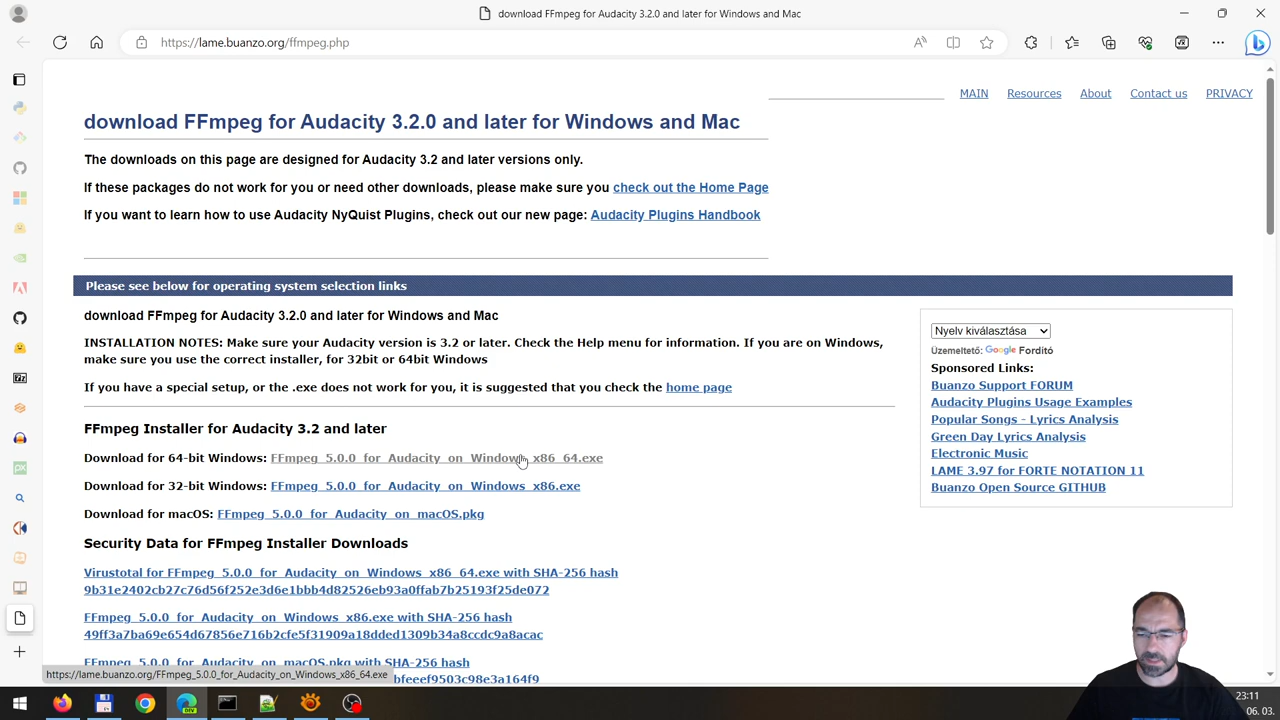 download FFmpeg for Audacity 3.2.0 and later for Windows and Mac
https://lame.buanzo.org/ffmpeg.php
MAIN Resources About Contact us PRIVACY
download FFmpeg for Audacity 3.2.0 and later for Windows and Mac
The downloads on this page are designed for Audacity 3.2 and later versions only.
If these packages do not work for you or need other downloads, please make sure you check out the Home Page
If you want to learn how to use Audacity NyQuist Plugins, check out our new page: Audacity Plugins Handbook
Please see below for operating system selection links
download FFmpeg for Audacity 3.2.0 and later for Windows and Mac
INSTALLATION NOTES: Make sure your Audacity version is 3.2 or later. Check the Help menu for information. If you are on Windows,
make sure you use the correct installer, for 32bit or 64bit Windows
If you have a special setup, or the .exe does not work for you, it is suggested that you check the home page
FFmpeg Installer for Audacity 3.2 and later
Download for 64-bit Windows: FFmpeg_5.0.0_for_Audacity_on_Windows_x86_64.exe
Download for 32-bit Windows: FFmpeg_5.0.0_for_Audacity_on_Windows_x86.exe
Download for macOS: FFmpeg_5.0.0_for_Audacity_on_macOS.pkg
Security Data for FFmpeg Installer Downloads
Virustotal for FFmpeg_5.0.0_for_Audacity_on_Windows_x86_64.exe with SHA-256 hash
9b31e2402cb27c76d56f252e3d6e1bbb4d82526eb93a0ffab7b25193f25de072
FFmpeg_5.0.0_for_Audacity_on_Windows_x86.exe with SHA-256 hash
49ff3a7ba69e654d67856e716b2cfe5f31909a18dded1309b34a8ccdc9a8acac
FFmpeg_5.0.0_for_Audacity_on_macOS.pkg with SHA-256 hash
bfeeef9503c98e3a164f9
Nyelv kiválasztása
Üzemeltető: Google Fordító
Sponsored Links:
Buanzo Support FORUM
Audacity Plugins Usage Examples
Popular Songs - Lyrics Analysis
Green Day Lyrics Analysis
Electronic Music
LAME 3.97 for FORTE NOTATION 11
Buanzo Open Source GITHUB
https://lame.buanzo.org/FFmpeg_5.0.0_for_Audacity_on_Windows_x86_64.exe
23:11
06. 03.